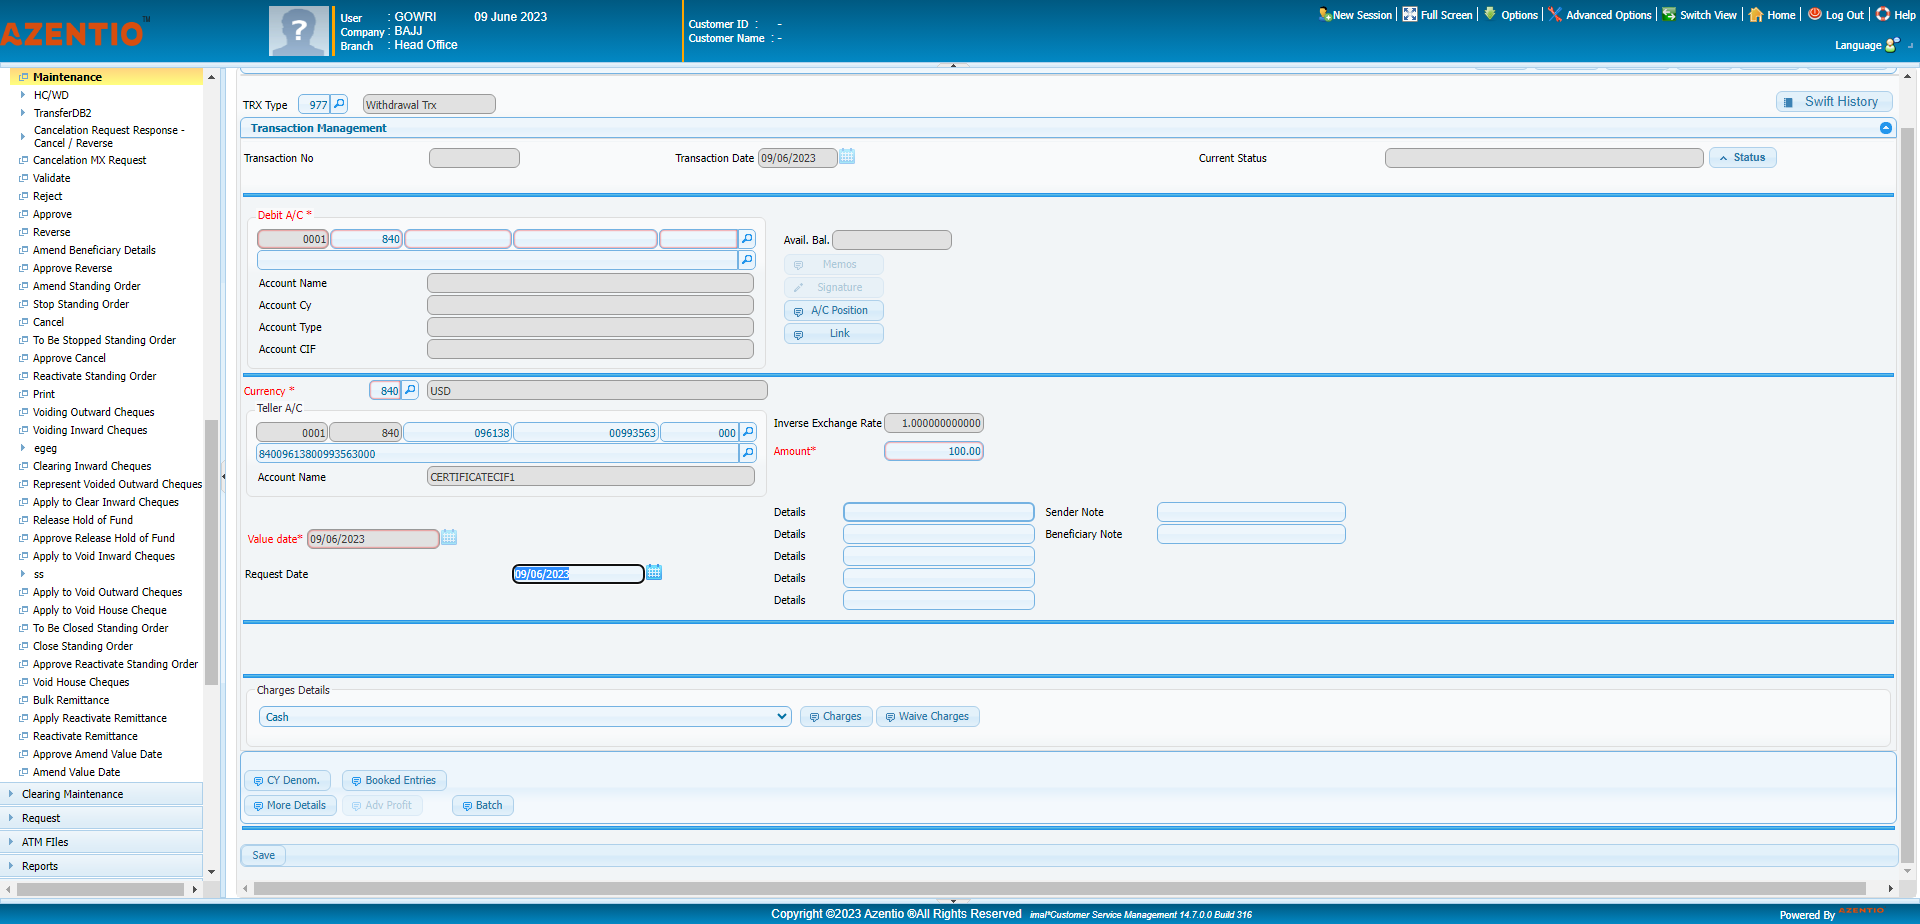 AZENTIO™
User : GOWRI 09 June 2023
Company : BAJJ
Branch : Head Office
Customer ID : -
Customer Name : -
New Session | Full Screen | Options | Advanced Options | Switch View | Home | Log Out | Help
Language
Maintenance
HC/WD
TransferDB2
Cancelation Request Response -
Cancel / Reverse
Cancelation MX Request
Validate
Reject
Approve
Reverse
Amend Beneficiary Details
Approve Reverse
Amend Standing Order
Stop Standing Order
Cancel
To Be Stopped Standing Order
Approve Cancel
Reactivate Standing Order
Print
Voiding Outward Cheques
Voiding Inward Cheques
egeg
Clearing Inward Cheques
Represent Voided Outward Cheques
Apply to Clear Inward Cheques
Release Hold of Fund
Approve Release Hold of Fund
Apply to Void Inward Cheques
ss
Apply to Void Outward Cheques
Apply to Void House Cheque
To Be Closed Standing Order
Close Standing Order
Approve Reactivate Standing Order
Void House Cheques
Bulk Remittance
Apply Reactivate Remittance
Reactivate Remittance
Approve Amend Value Date
Amend Value Date
Clearing Maintenance
Request
ATM FIles
Reports
TRX Type 977 Withdrawal Trx
Swift History
Transaction Management
Transaction No Transaction Date 09/06/2023 Current Status Status
Debit A/C *
0001 840
Avail. Bal.
Memos
Account Name
Signature
Account Cy
A/C Position
Account Type
Link
Account CIF
Currency * 840 USD
Teller A/C
0001 840 096138 00993563 000
84009613800993563000
Account Name CERTIFICATECIF1
Inverse Exchange Rate 1.000000000000
Amount* 100.00
Details Sender Note
Details Beneficiary Note
Details
Details
Details
Value date* 09/06/2023
Request Date 09/06/2023
Charges Details
Cash Charges Waive Charges
CY Denom. Booked Entries
More Details Adv Profit Batch
Save
Copyright ©2023 Azentio ®All Rights Reserved imal*Customer Service Management 14.7.0.0 Build 316
Powered By AZENTIO